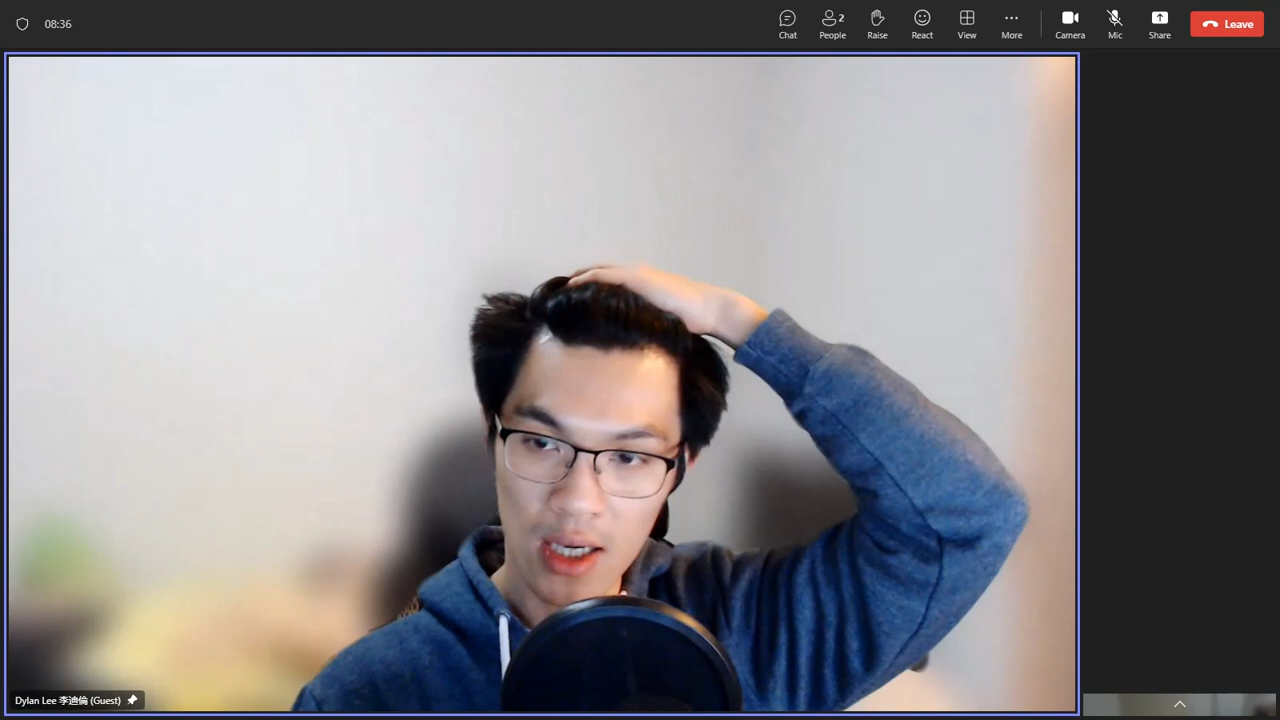 08:36
Chat
People
2
Raise
React
View
More
Camera
Mic
Share
Leave
Dylan Lee 李迪倫 (Guest)